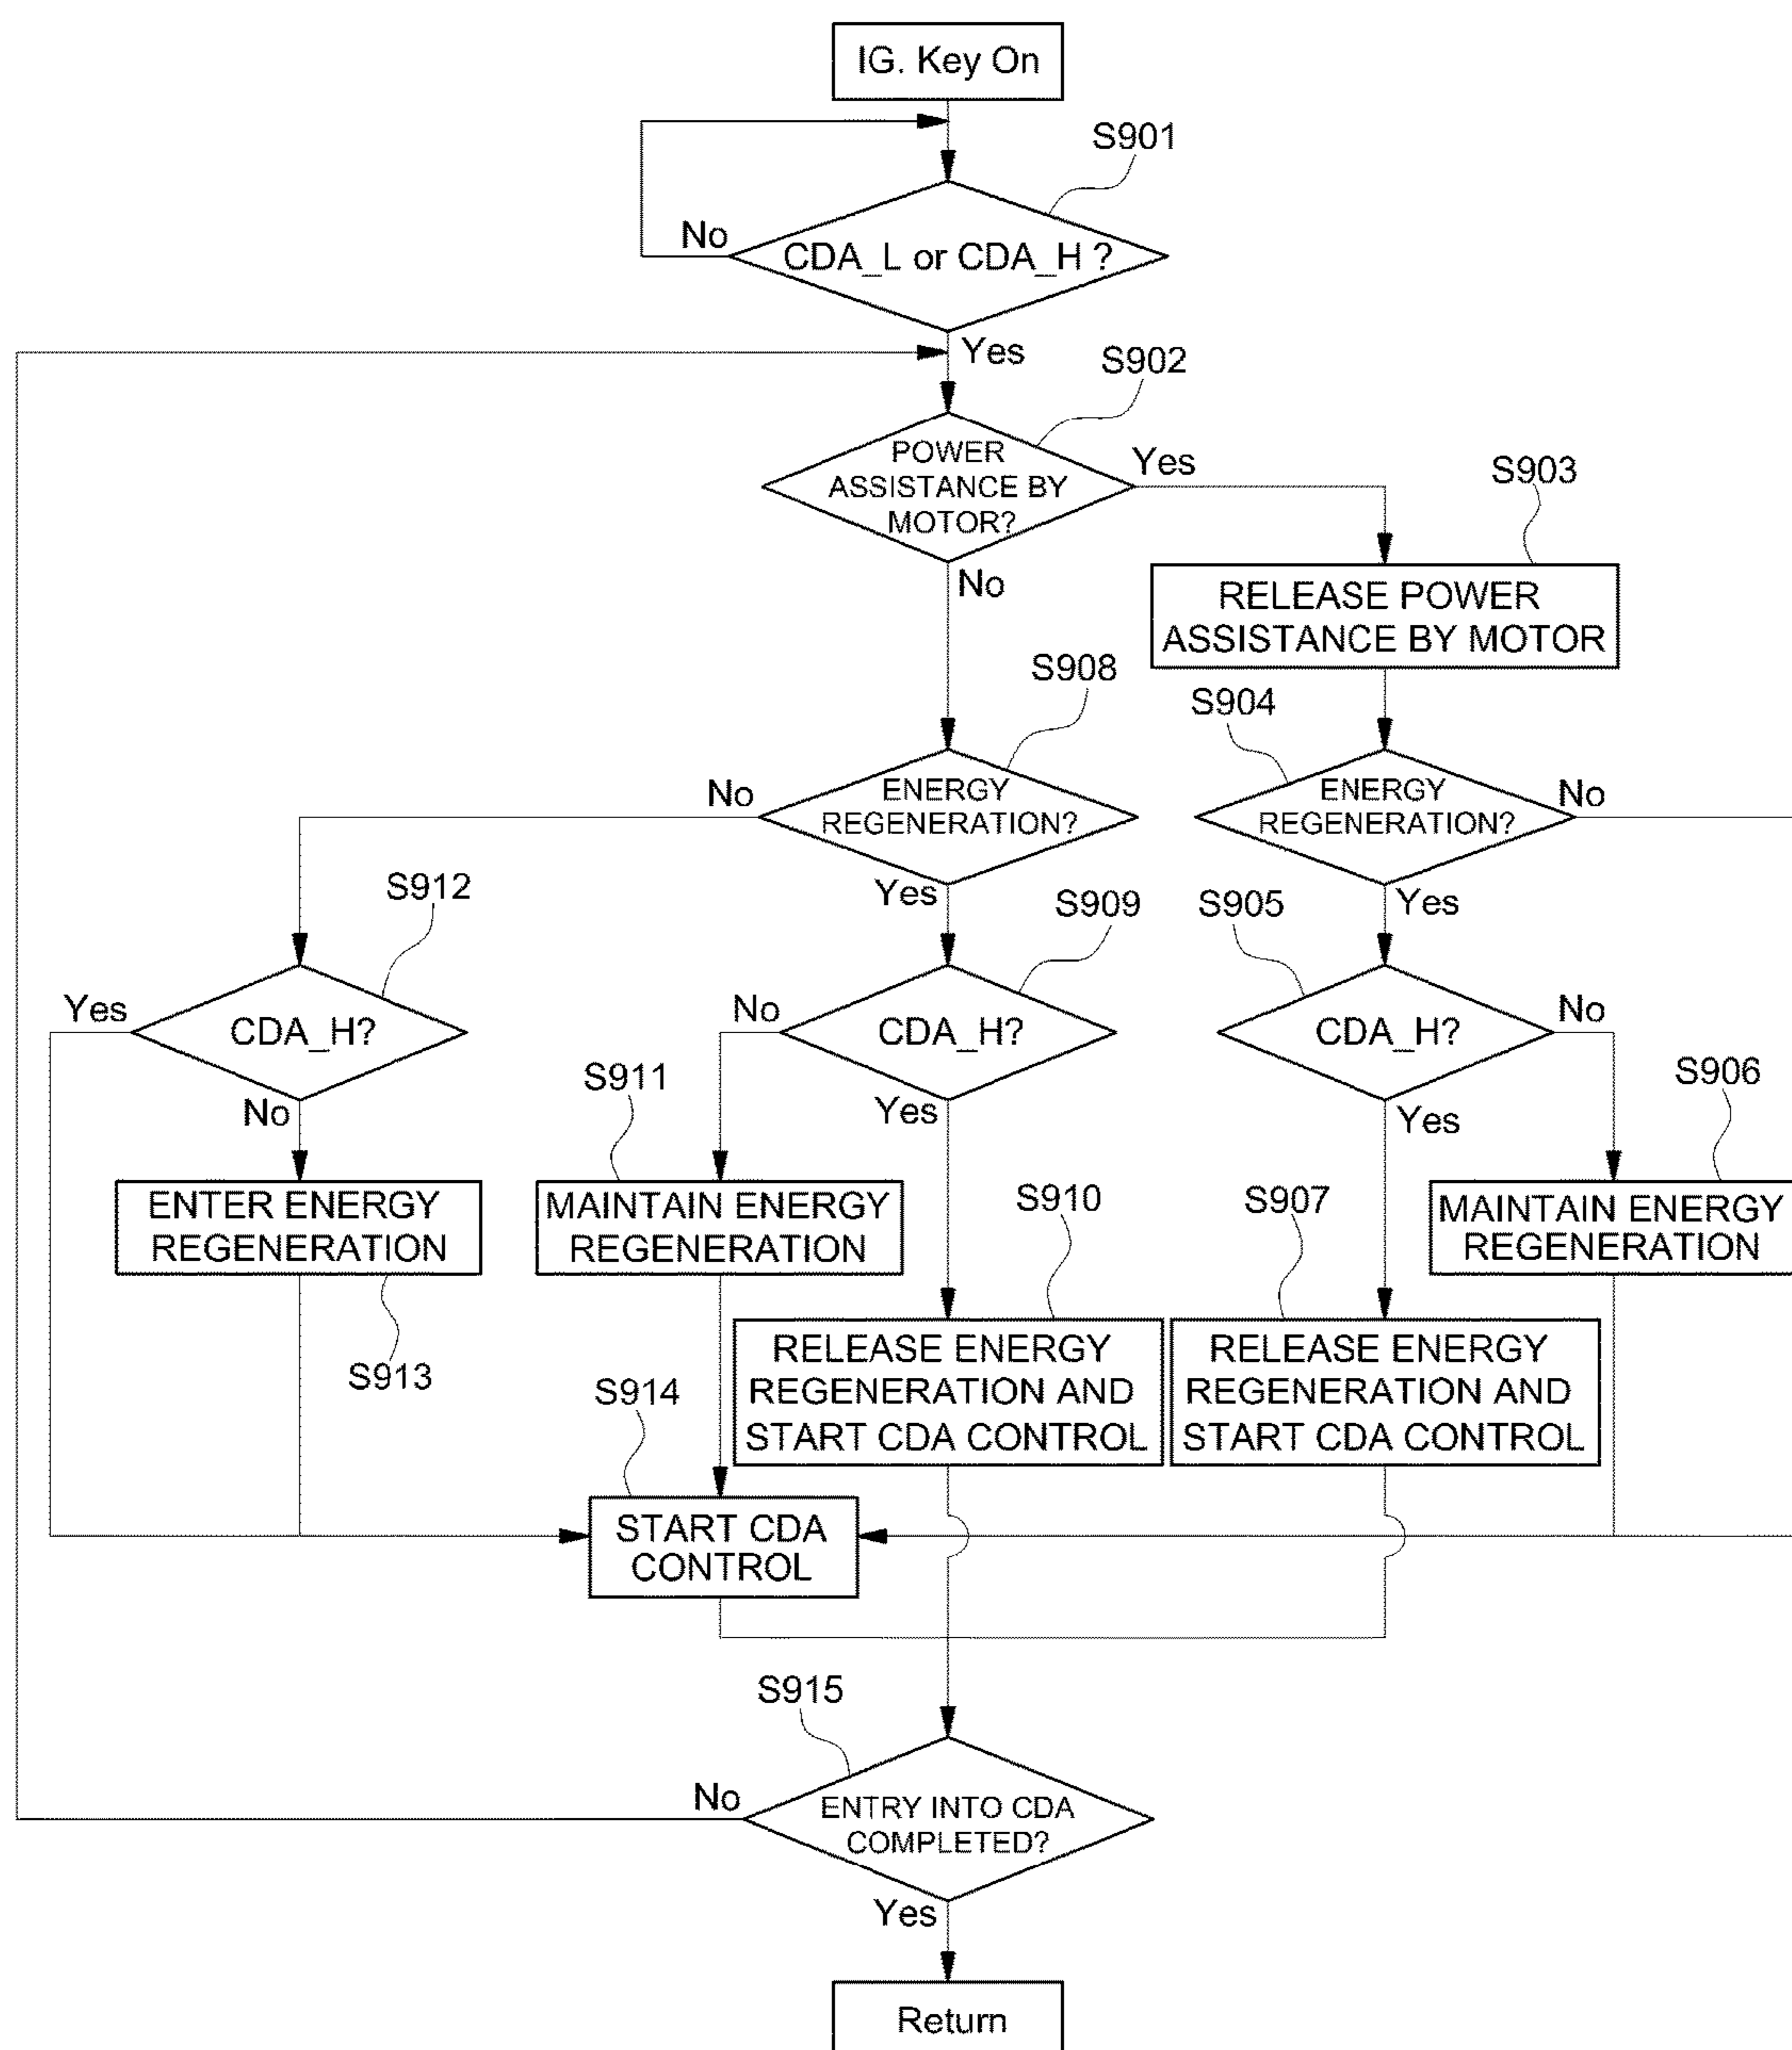 IG. Key On
S901
No
CDA_L or CDA_H ?
Yes
S902
POWER
ASSISTANCE BY
MOTOR?
Yes
No
S903
RELEASE POWER
ASSISTANCE BY MOTOR
S908
S904
No
ENERGY
REGENERATION?
Yes
ENERGY
REGENERATION?
No
Yes
S912
S909
S905
Yes
CDA_H?
No
No
CDA_H?
Yes
CDA_H?
No
Yes
S911
S906
ENTER ENERGY
REGENERATION
MAINTAIN ENERGY
REGENERATION
S910
S907
MAINTAIN ENERGY
REGENERATION
S913
S914
RELEASE ENERGY
REGENERATION AND
START CDA CONTROL
RELEASE ENERGY
REGENERATION AND
START CDA CONTROL
START CDA
CONTROL
S915
No
ENTRY INTO CDA
COMPLETED?
Yes
Return